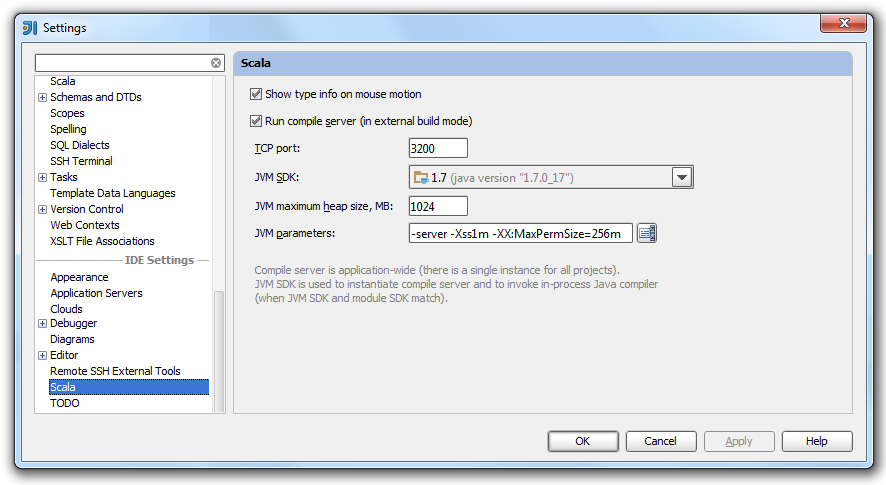 Settings
Scala
Schemas and DTDs
Scopes
Spelling
SQL Dialects
SSH Terminal
Tasks
Template Data Languages
Version Control
Web Contexts
XSLT File Associations
IDE Settings
Appearance
Application Servers
Clouds
Debugger
Diagrams
Editor
Remote SSH External Tools
Scala
TODO
Scala
Show type info on mouse motion
Run compile server (in external build mode)
TCP port: 3200
JVM SDK: 1.7 (java version "1.7.0_17")
JVM maximum heap size, MB: 1024
JVM parameters: -server -Xss1m -XX:MaxPermSize=256m
Compile server is application-wide (there is a single instance for all projects).
JVM SDK is used to instantiate compile server and to invoke in-process Java compiler
(when JVM SDK and module SDK match).
OK Cancel Apply Help